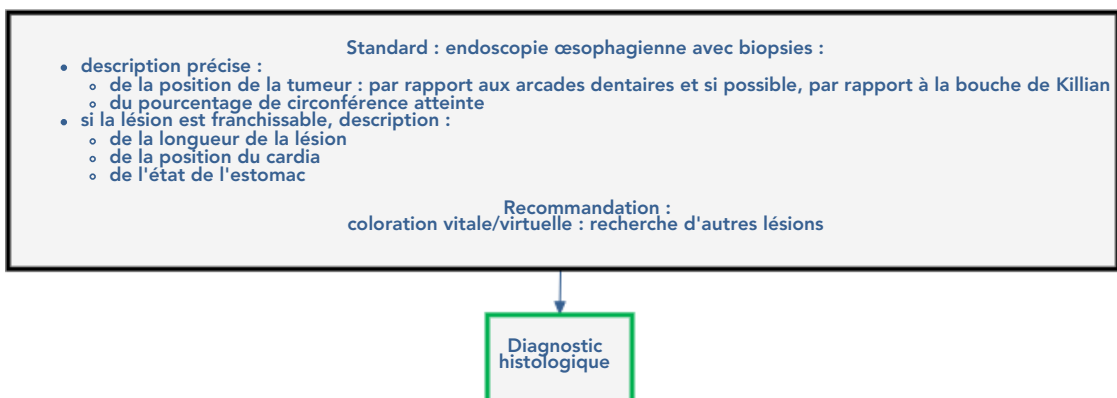 Standard : endoscopie œsophagienne avec biopsies :
• description précise :
◦ de la position de la tumeur : par rapport aux arcades dentaires et si possible, par rapport à la bouche de Killian
◦ du pourcentage de circonférence atteinte
• si la lésion est franchissable, description :
◦ de la longueur de la lésion
◦ de la position du cardia
◦ de l'état de l'estomac
Recommandation :
coloration vitale/virtuelle : recherche d'autres lésions
Diagnostic
histologique